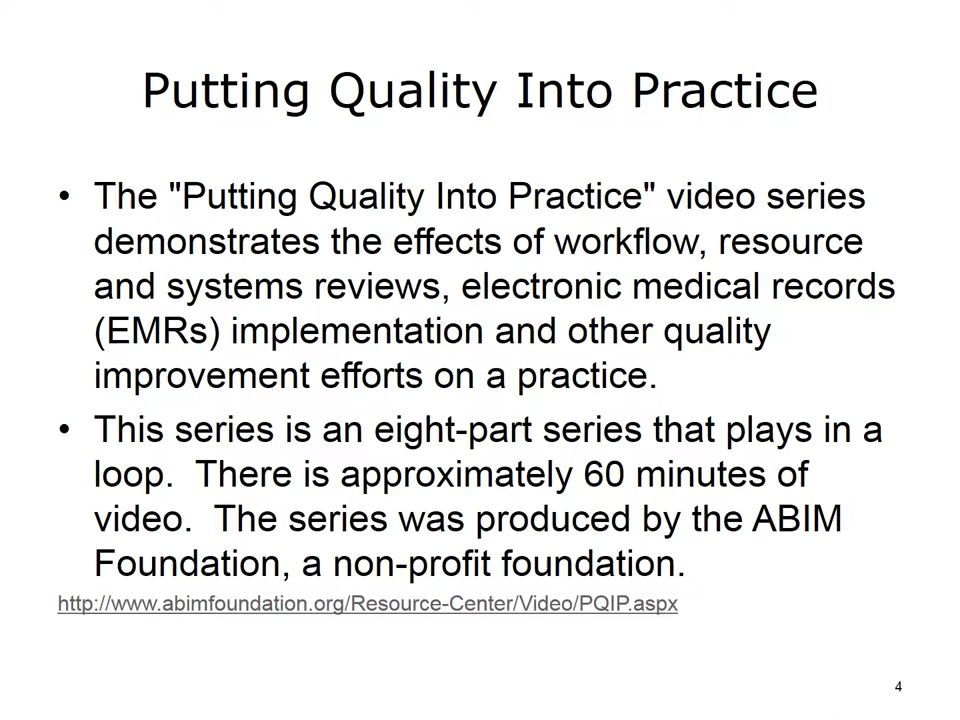 Putting Quality Into Practice
• The "Putting Quality Into Practice" video series
demonstrates the effects of workflow, resource
and systems reviews, electronic medical records
(EMRs) implementation and other quality
improvement efforts on a practice.
• This series is an eight-part series that plays in a
loop.  There is approximately 60 minutes of
video.  The series was produced by the ABIM
Foundation, a non-profit foundation.
http://www.abimfoundation.org/Resource-Center/Video/PQIP.aspx
4